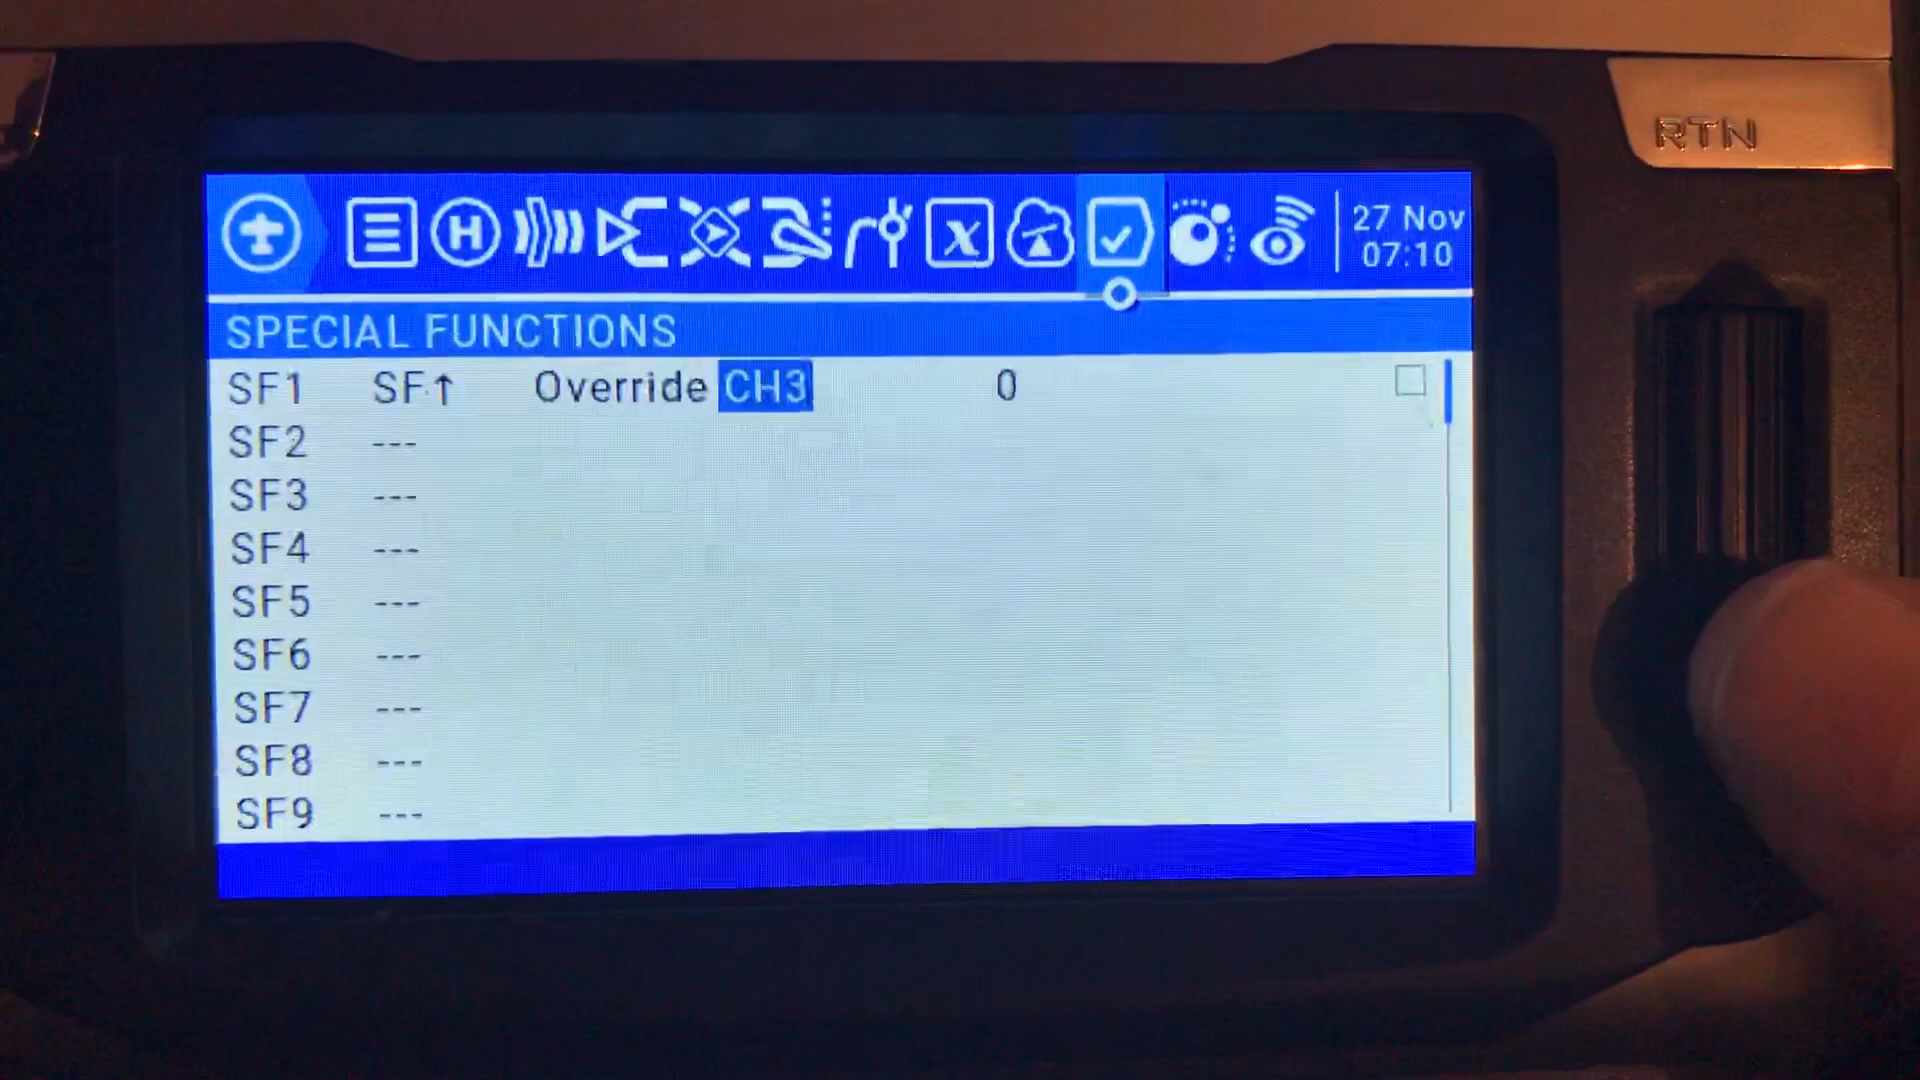 RTN
27 Nov
07:10
SPECIAL FUNCTIONS
SF1 SF↑ Override CH3 0
SF2 ---
SF3 ---
SF4 ---
SF5 ---
SF6 ---
SF7 ---
SF8 ---
SF9 ---